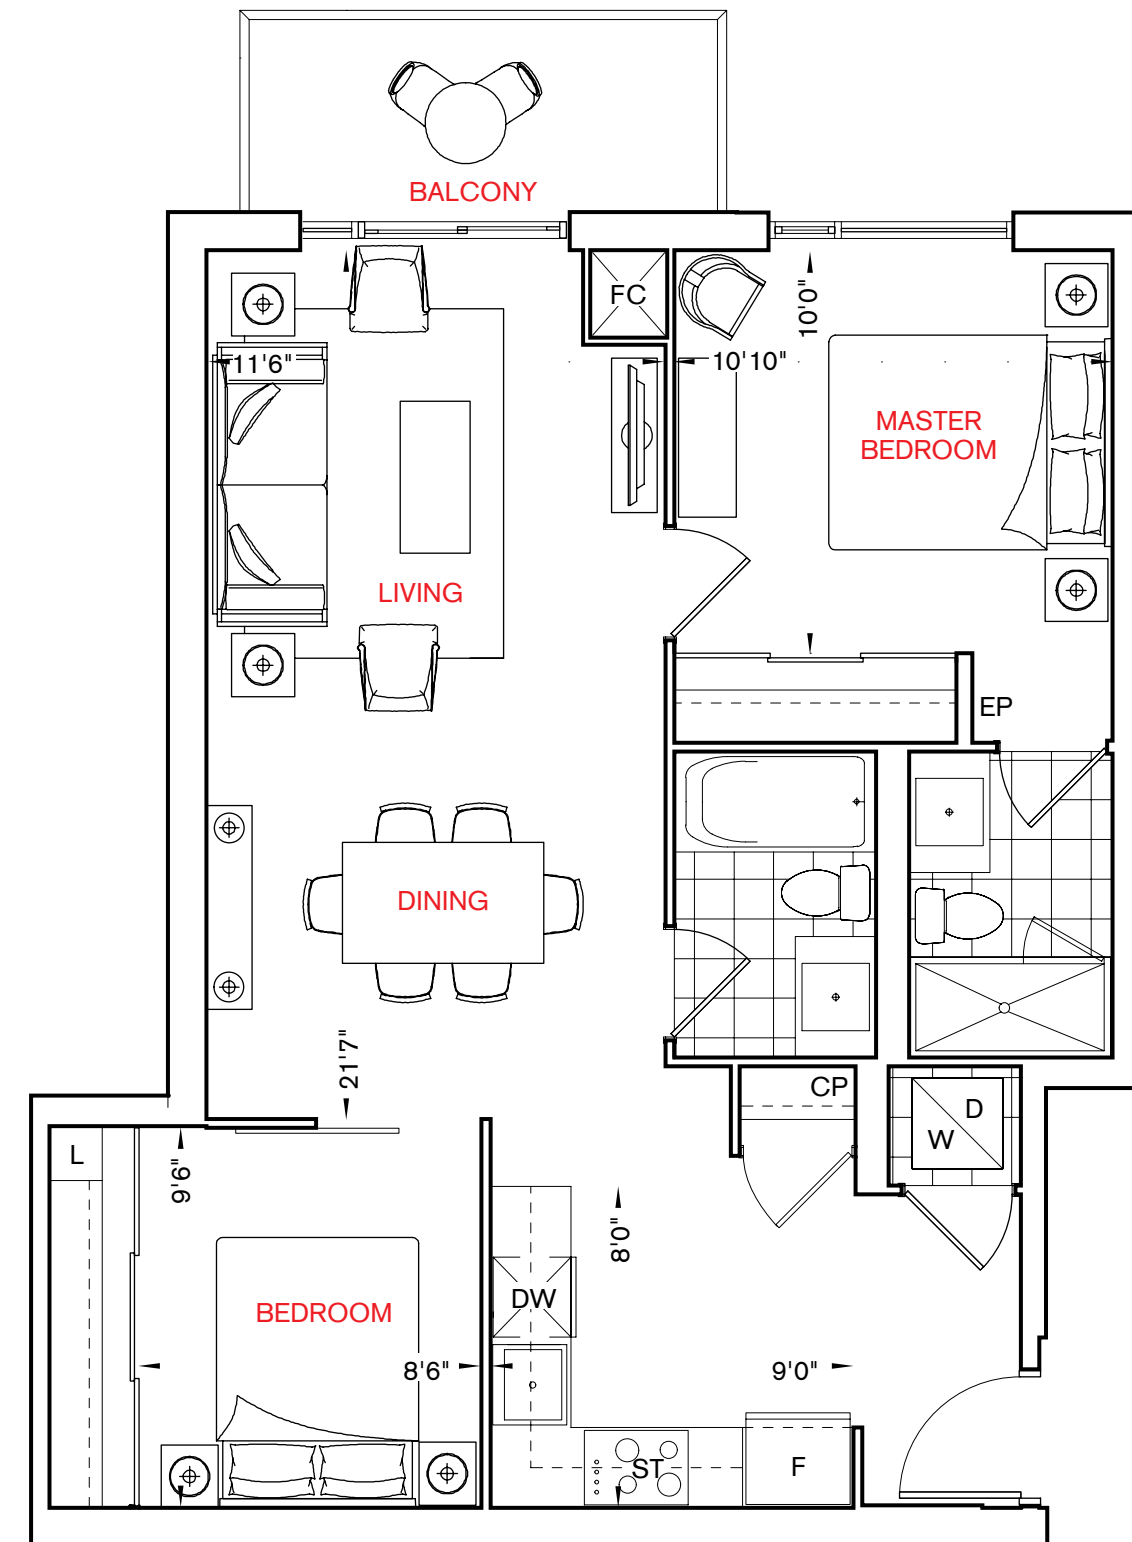 BALCONY
FC
10'0"
11'6"
10'10"
MASTER
BEDROOM
LIVING
EP
DINING
21'7"
CP
D
W
L
9'6"
8'0"
DW
BEDROOM
8'6"
9'0"
ST
F